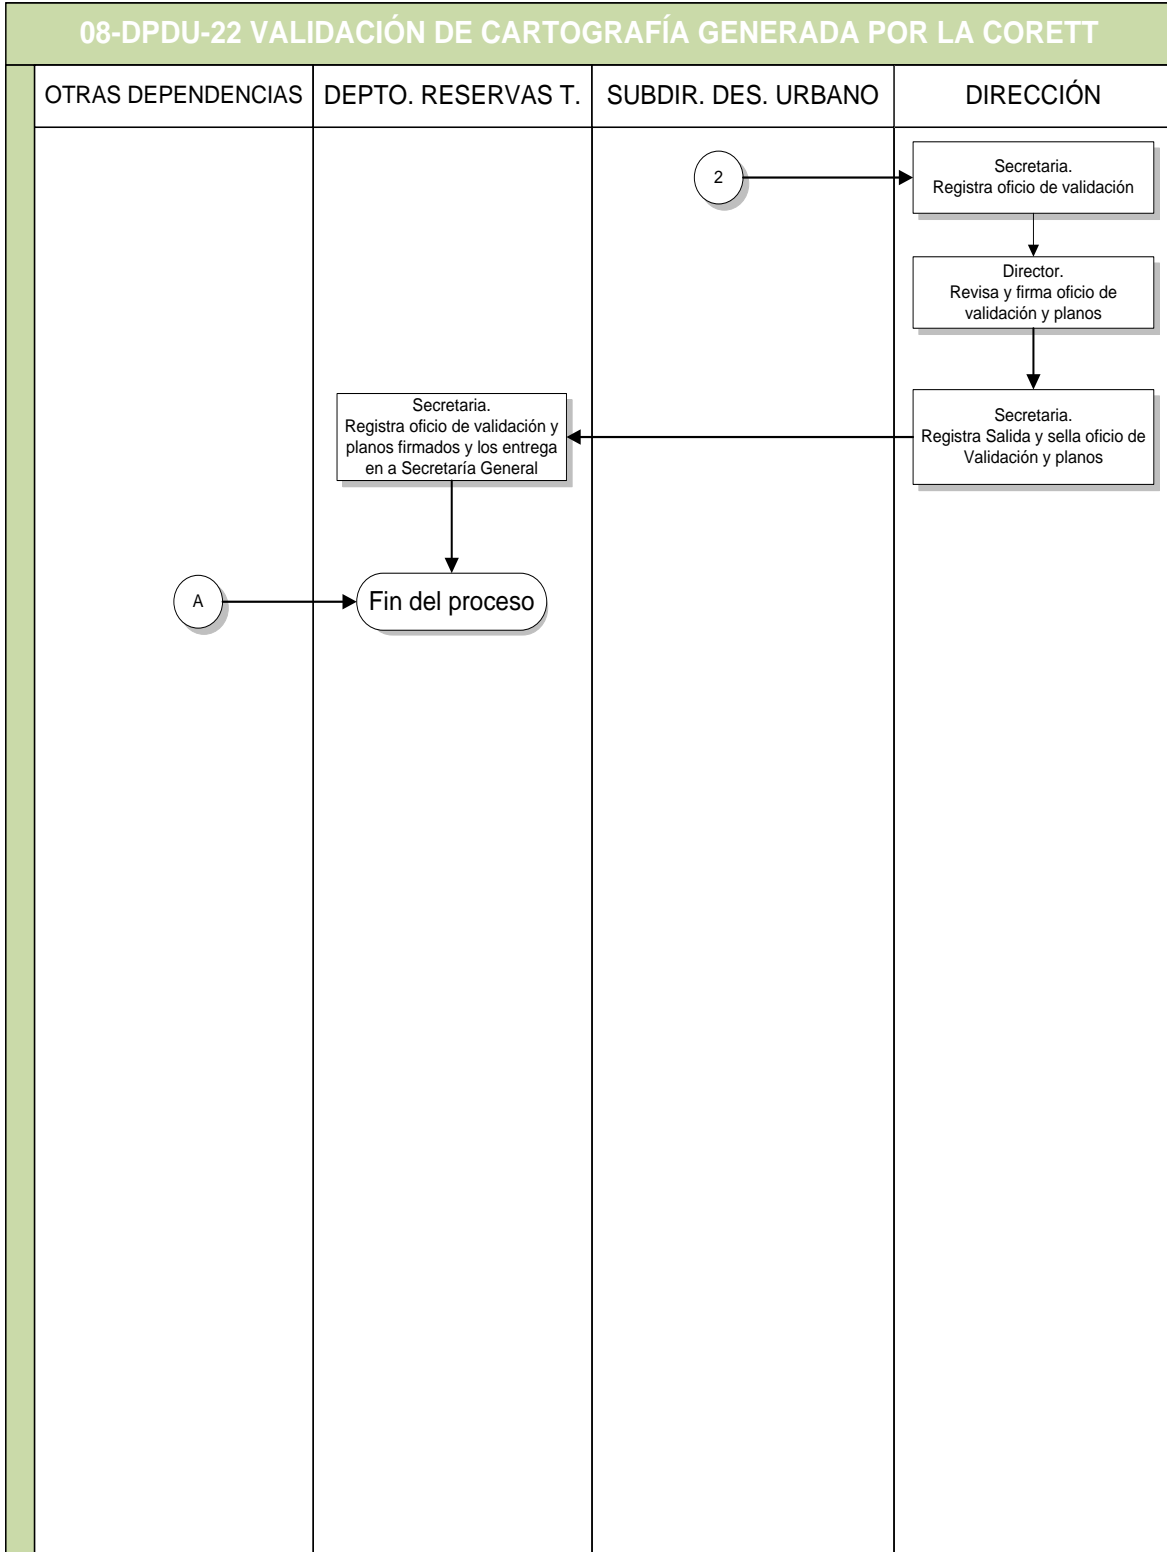 08-DPDU-22 VALIDACIÓN DE CARTOGRAFÍA GENERADA POR LA CORETT
OTRAS DEPENDENCIAS
DEPTO. RESERVAS T.
SUBDIR. DES. URBANO
DIRECCIÓN
2
Secretaria.
Registra oficio de validación
Director.
Revisa y firma oficio de
validación y planos
Secretaria.
Registra Salida y sella oficio de
Validación y planos
Secretaria.
Registra oficio de validación y
planos firmados y los entrega
en a Secretaría General
A
Fin del proceso